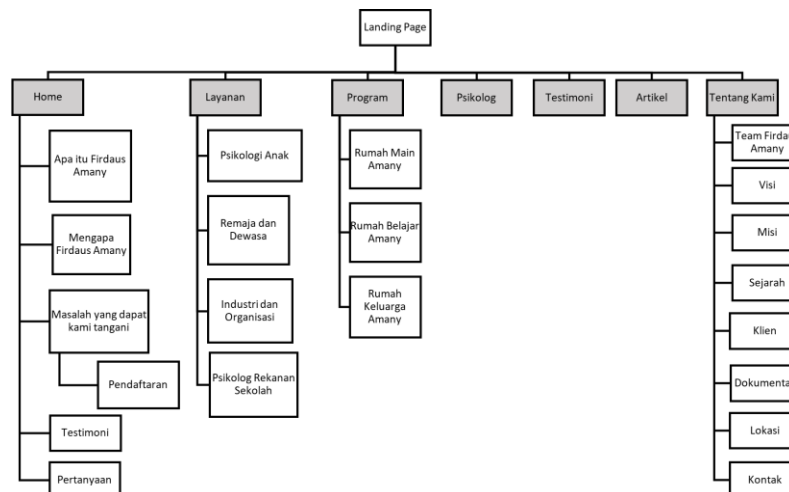 Landing Page
Home
Layanan
Program
Psikolog
Testimoni
Artikel
Tentang Kami
Apa itu Firdaus
Amany
Mengapa
Firdaus Amany
Masalah yang dapat
kami tangani
Pendaftaran
Testimoni
Pertanyaan
Psikologi Anak
Remaja dan
Dewasa
Industri dan
Organisasi
Psikolog Rekanan
Sekolah
Rumah Main
Amany
Rumah Belajar
Amany
Rumah
Keluarga
Amany
Team Firdau
Amany
Visi
Misi
Sejarah
Klien
Dokumenta
Lokasi
Kontak